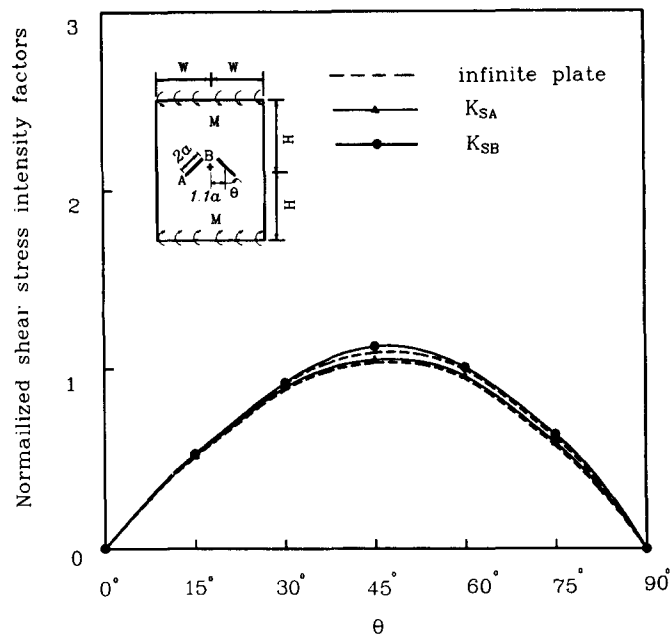 Normailized shear stress intensity factors
3
2
1
0
W W
M
H
2a
B
A
1.1a θ
M
H
infinite plate
K_SA
K_SB
0° 15° 30° 45° 60° 75° 90°
θ